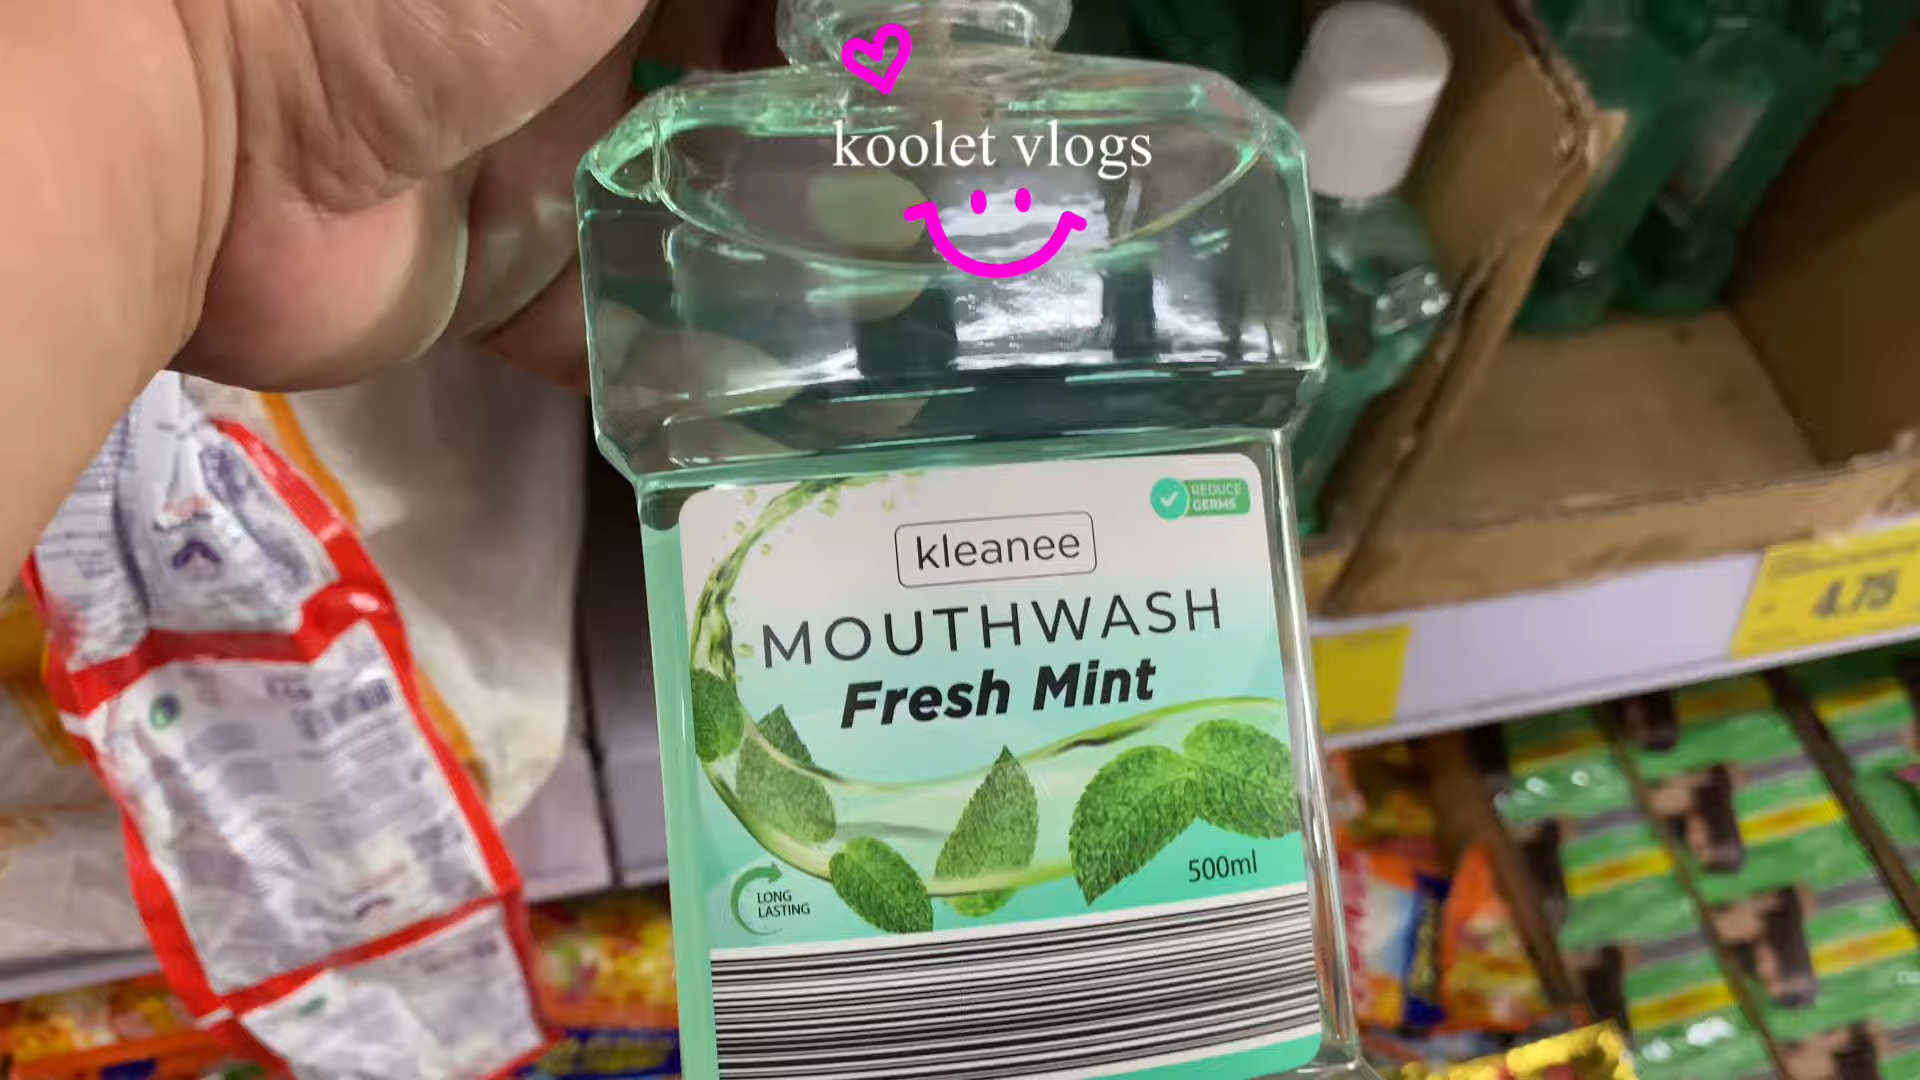 koolet vlogs
REDUCE
GERMS
kleanee
MOUTHWASH
Fresh Mint
500ml
LONG
LASTING
4.75